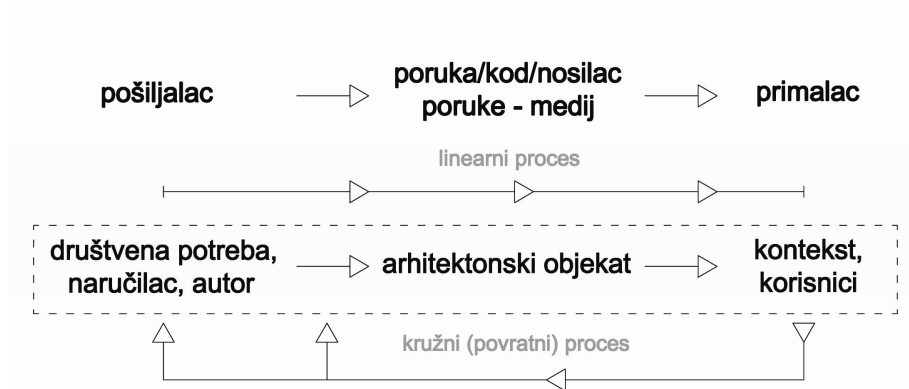 pošiljalac
poruka/kod/nosilac
poruke - medij
primalac
linearni proces
društvena potreba,
naručilac, autor
arhitektonski objekat
kontekst,
korisnici
kružni (povratni) proces